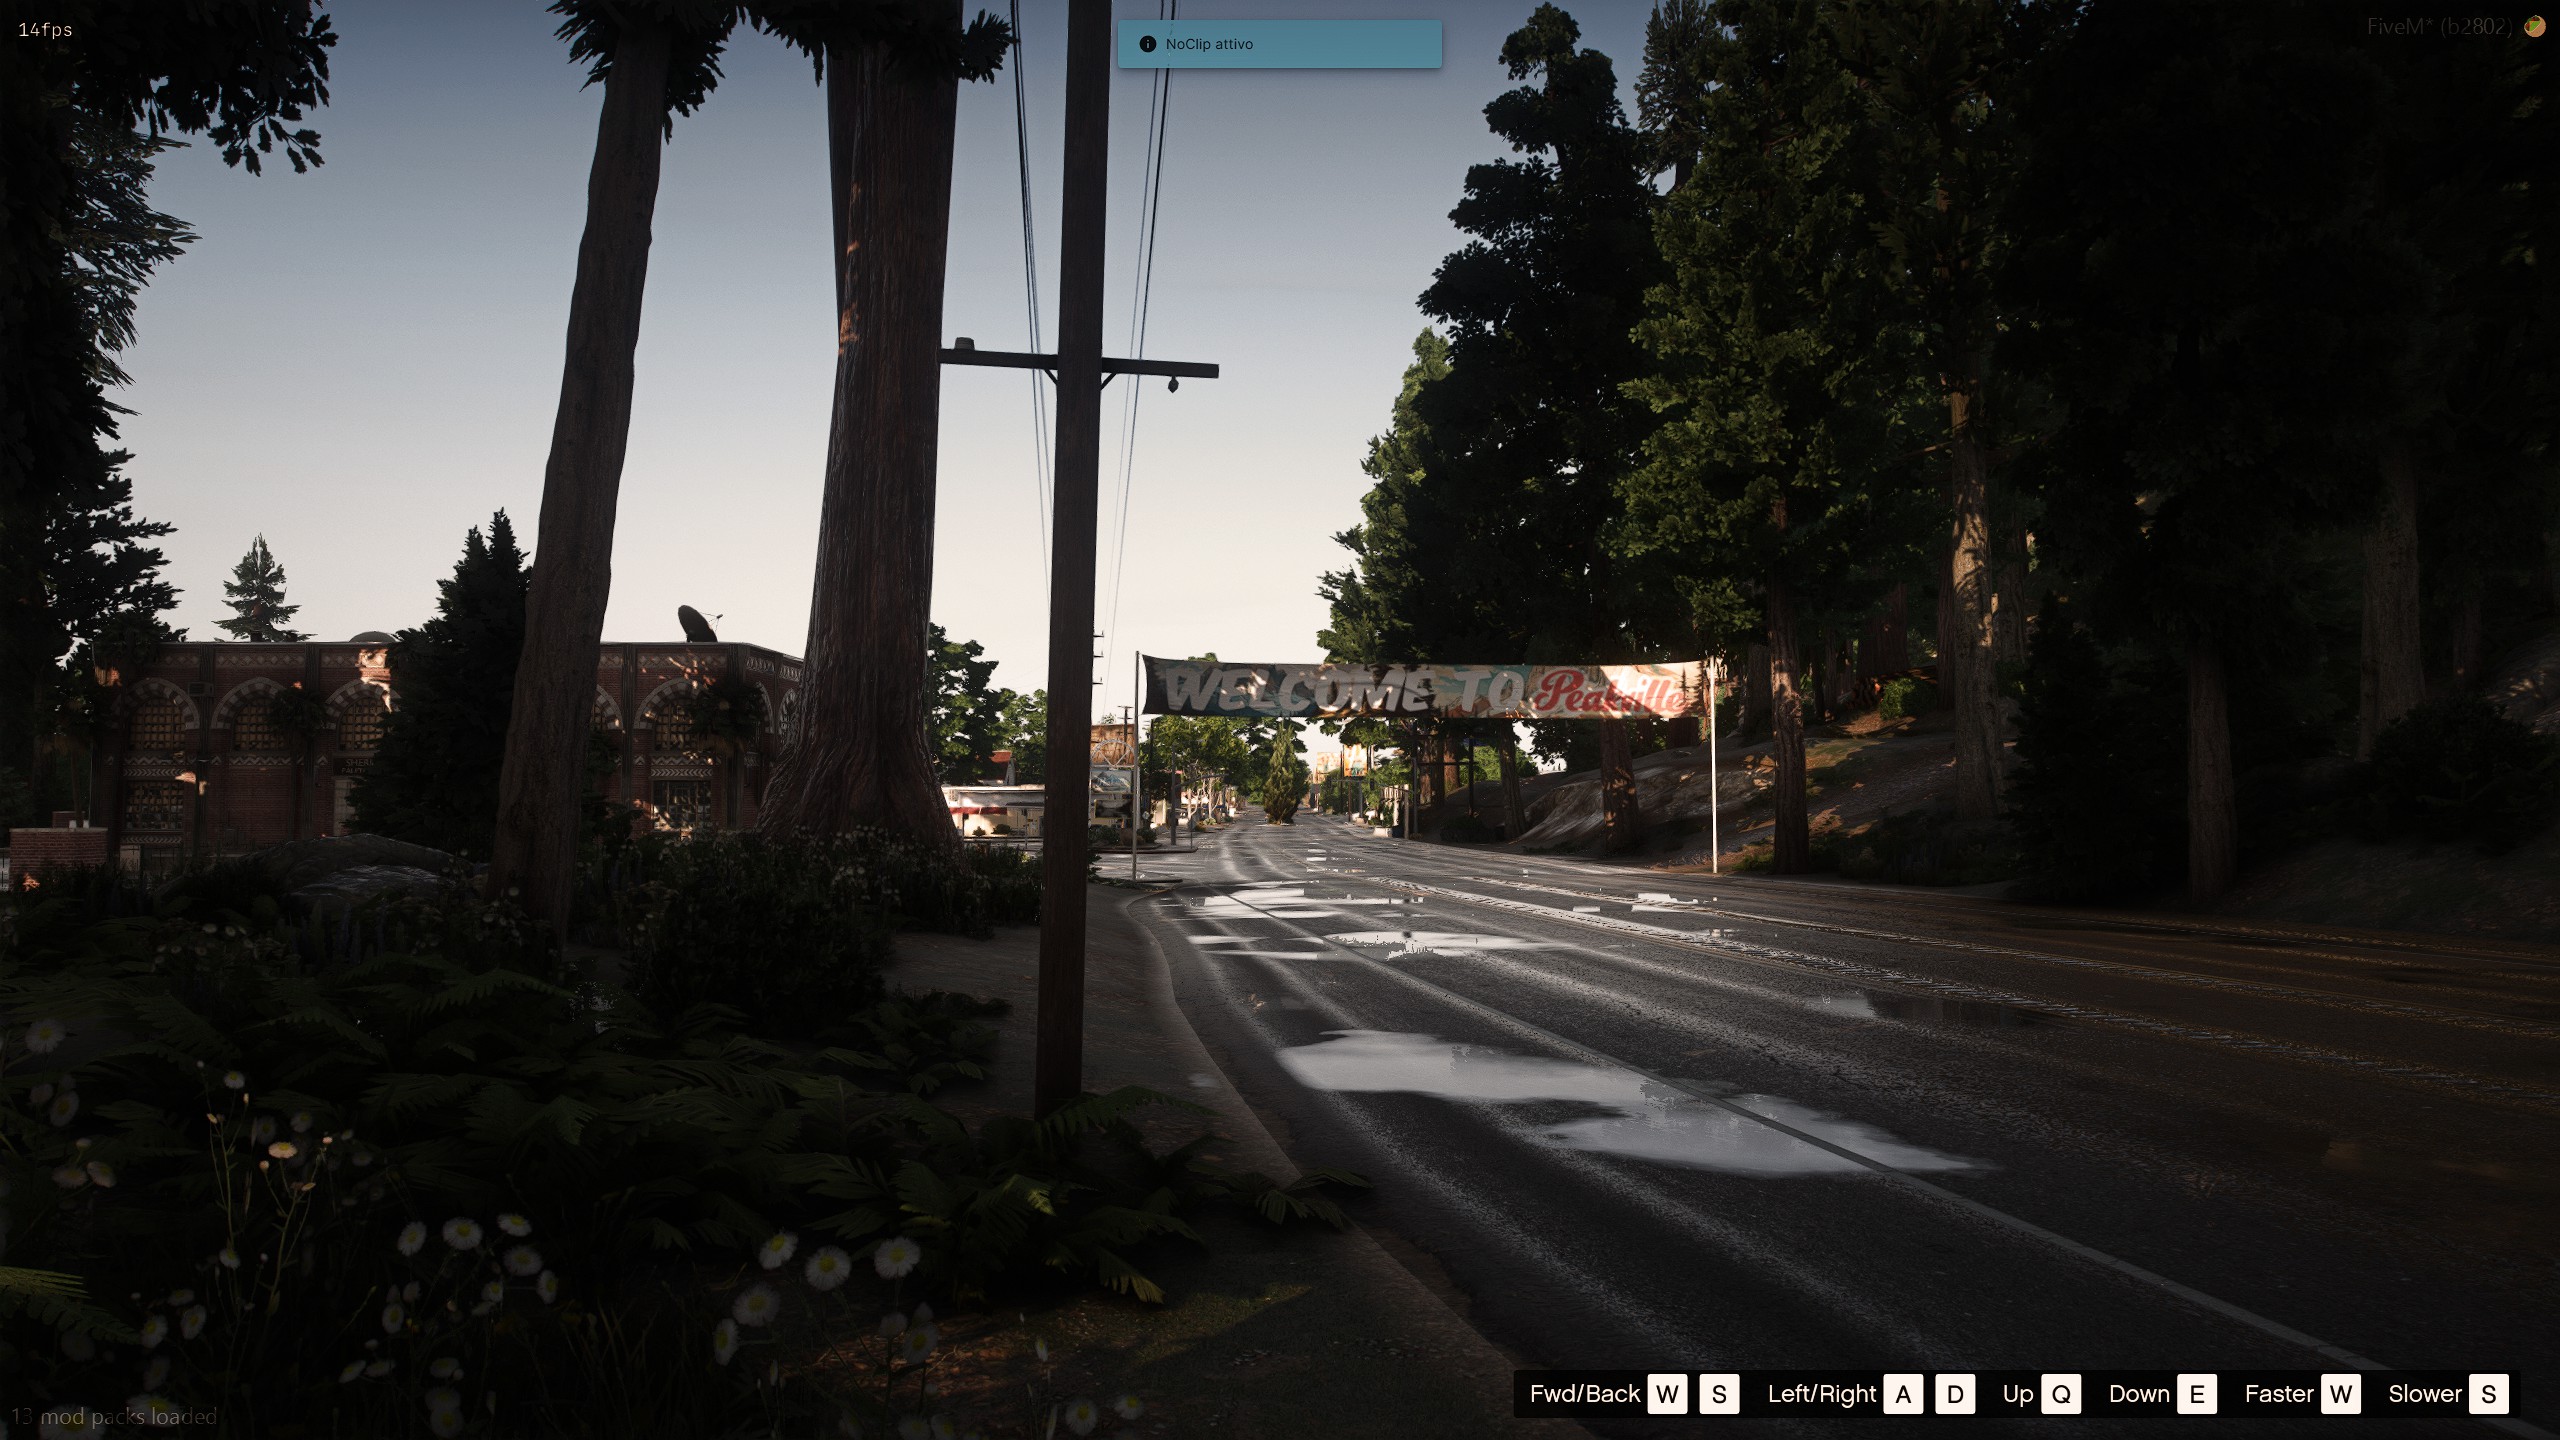 14fps
NoClip attivo
FiveM* (b2802)
WELCOME TO Peakville
SHERI
13 mod packs loaded
Fwd/Back W S Left/Right A D Up Q Down E Faster W Slower S